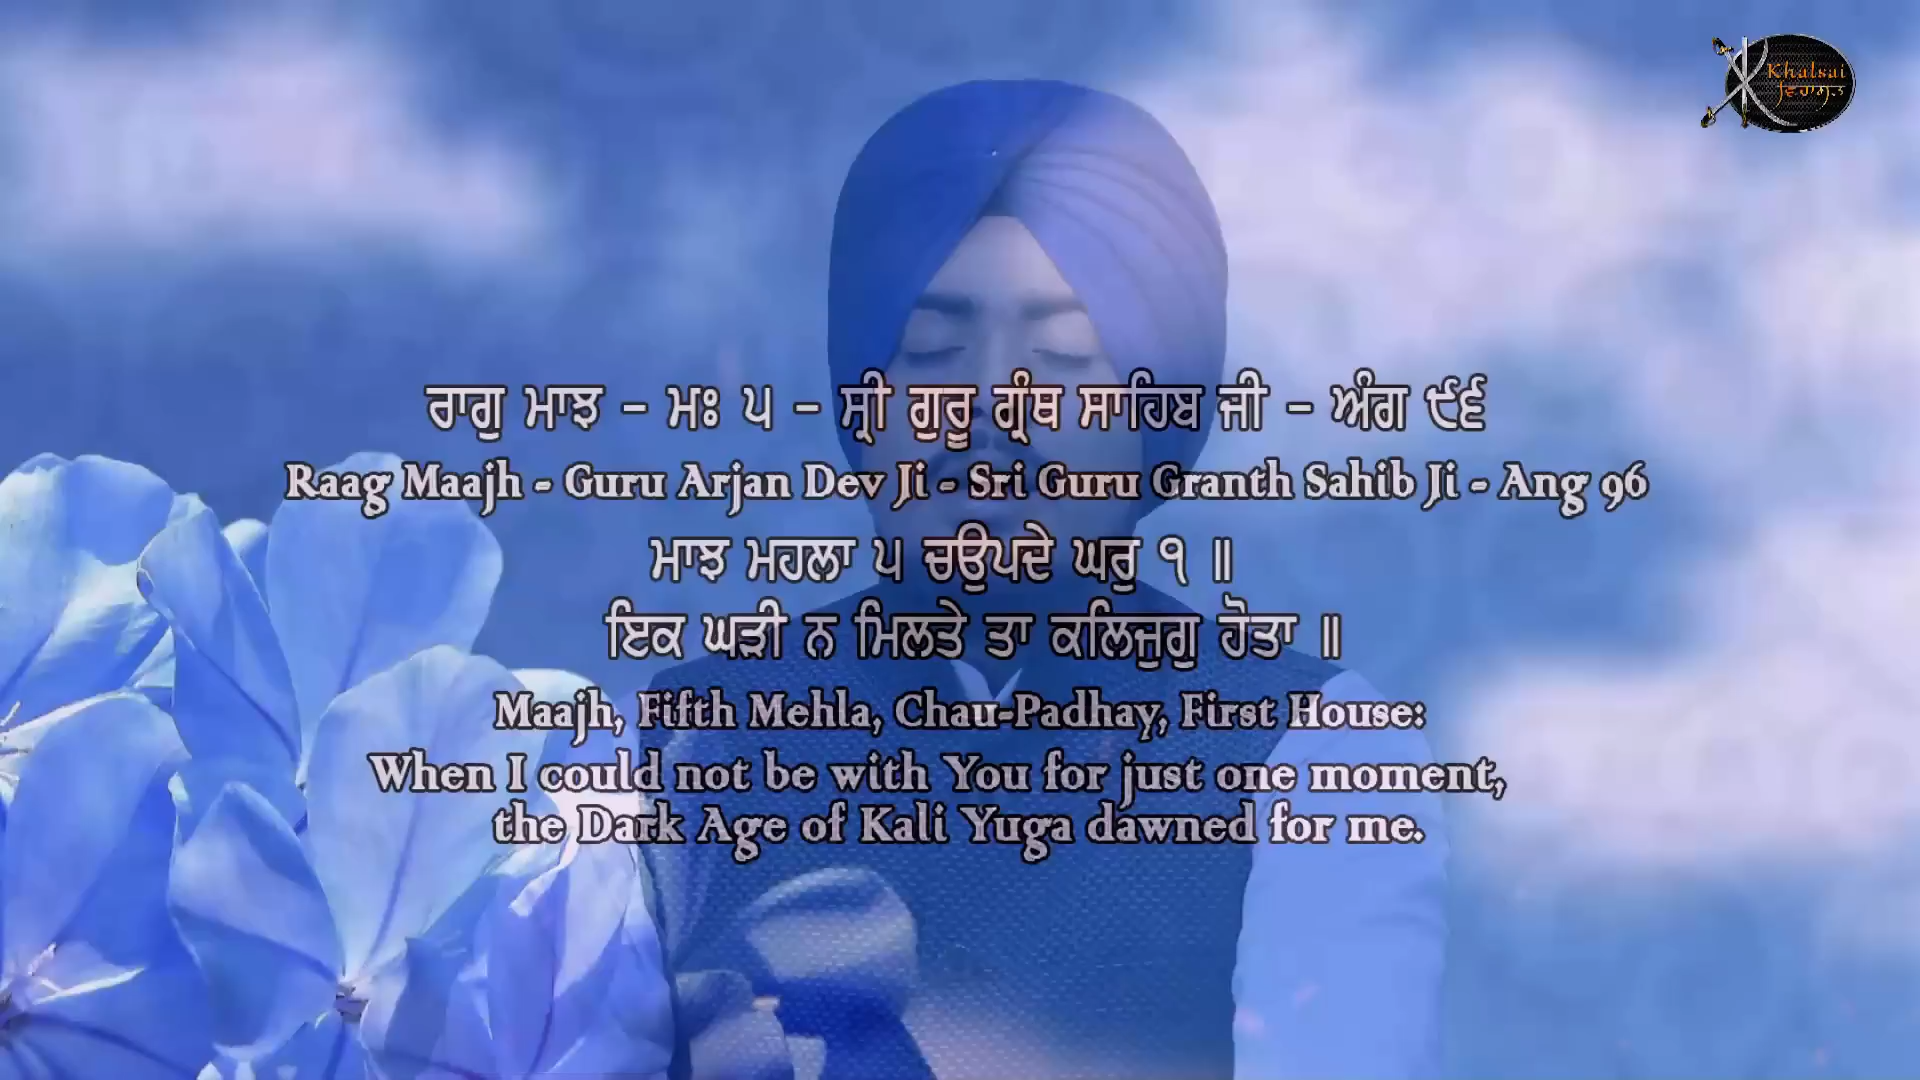 Khalsai
ਵਿਰਾਸਤ
ਰਾਗੁ ਮਾਝ - ਮਃ ੫ - ਸ੍ਰੀ ਗੁਰੂ ਗ੍ਰੰਥ ਸਾਹਿਬ ਜੀ - ਅੰਗ ੯੬
Raag Maajh - Guru Arjan Dev Ji - Sri Guru Granth Sahib Ji - Ang 96
ਮਾਝ ਮਹਲਾ ੫ ਚਉਪਦੇ ਘਰੁ ੧ ॥
ਇਕ ਘੜੀ ਨ ਮਿਲਤੇ ਤਾ ਕਲਿਜੁਗੁ ਹੋਤਾ ॥
Maajh, Fifth Mehla, Chau-Padhay, First House:
When I could not be with You for just one moment,
the Dark Age of Kali Yuga dawned for me.